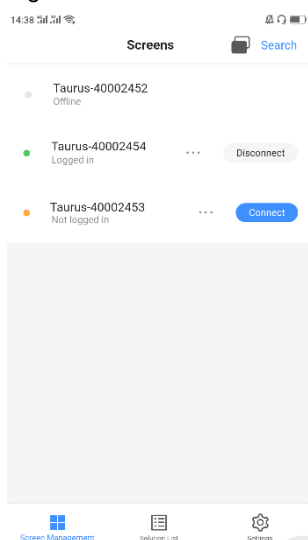 14:38
Screens
Search
Taurus-40002452
Offline
Taurus-40002454
Logged in
...
Disconnect
Taurus-40002453
Not logged in
...
Connect
Screen Management
Solution List
Settings